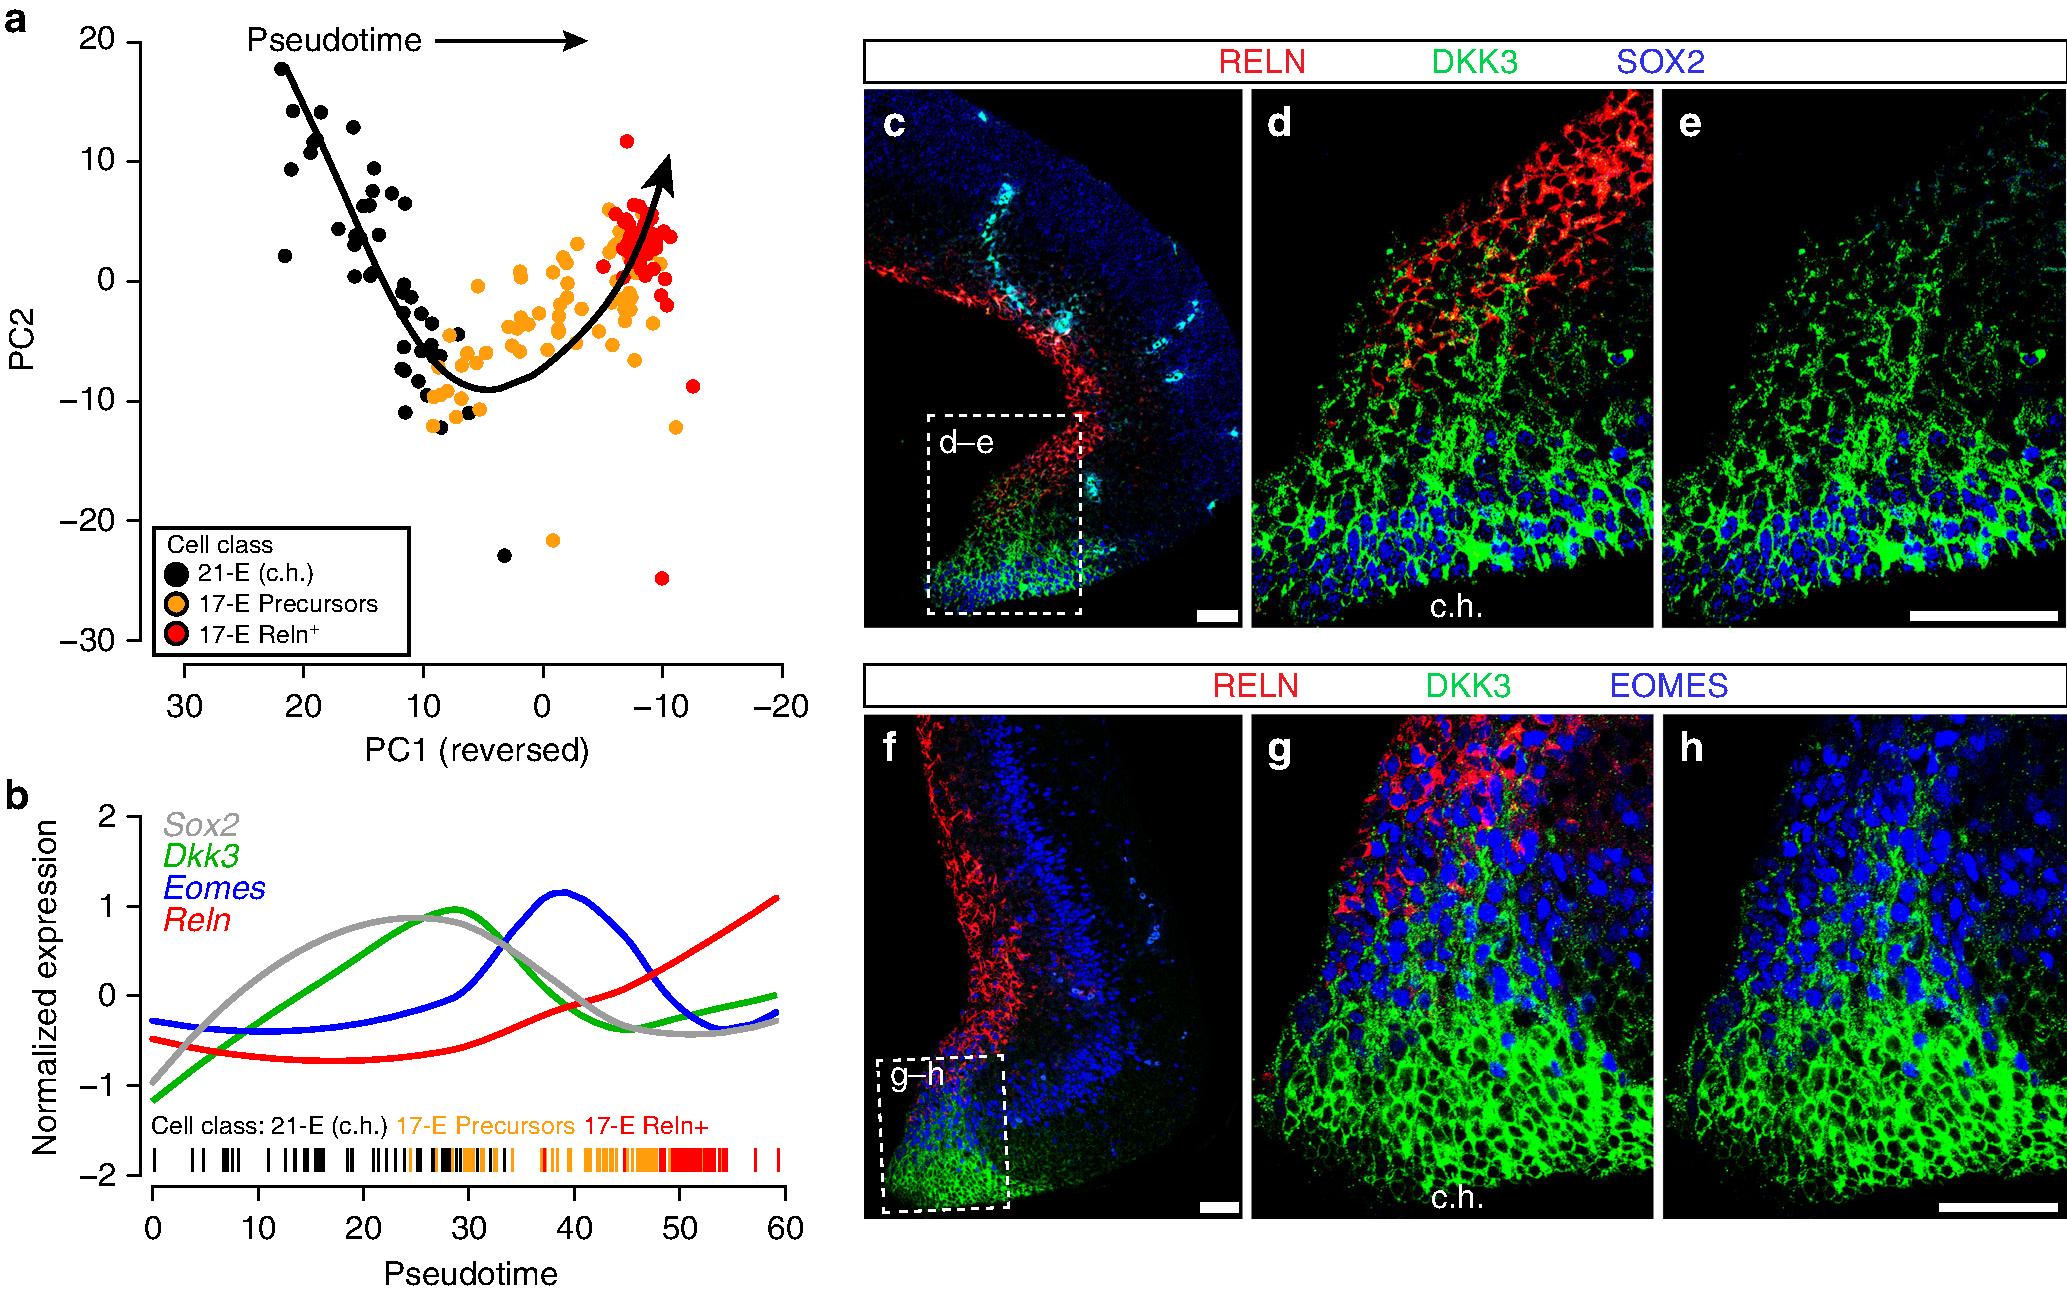 a
Pseudotime
20
10
0
−10
−20
−30
PC2
Cell class
21-E (c.h.)
17-E Precursors
17-E Reln⁺
30 20 10 0 −10 −20
PC1 (reversed)
b
2
1
0
−1
−2
Normalized expression
Sox2
Dkk3
Eomes
Reln
Cell class: 21-E (c.h.) 17-E Precursors 17-E Reln+
0 10 20 30 40 50 60
Pseudotime
RELN DKK3 SOX2
c
d–e
d
c.h.
e
RELN DKK3 EOMES
f
g–h
g
c.h.
h